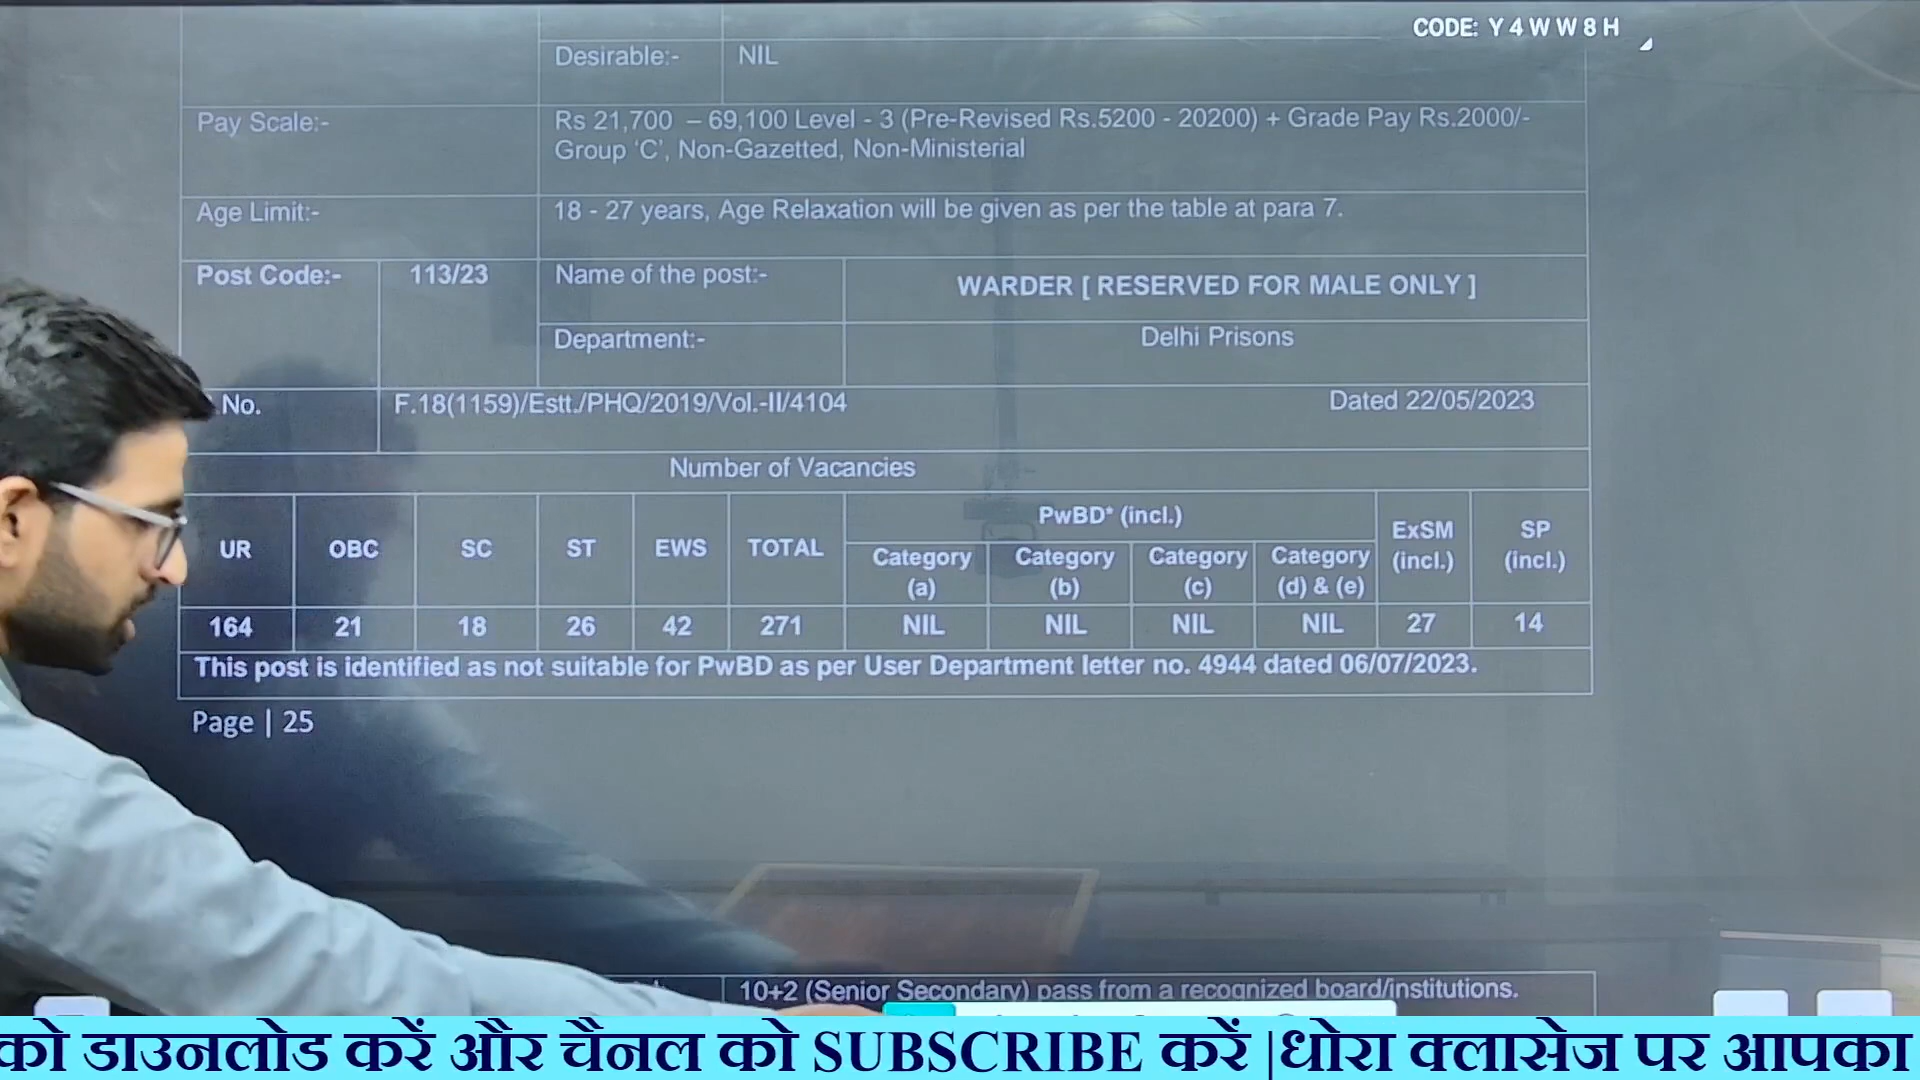 CODE: Y4WW8H
Desirable:- NIL
Pay Scale:- Rs 21,700 – 69,100 Level - 3 (Pre-Revised Rs.5200 - 20200) + Grade Pay Rs.2000/-
Group ‘C’, Non-Gazetted, Non-Ministerial
Age Limit:- 18 - 27 years, Age Relaxation will be given as per the table at para 7.
Post Code:- 113/23 Name of the post:- WARDER [ RESERVED FOR MALE ONLY ]
Department:- Delhi Prisons
No. F.18(1159)/Estt./PHQ/2019/Vol.-II/4104 Dated 22/05/2023
Number of Vacancies
UR OBC SC ST EWS TOTAL PwBD* (incl.) ExSM (incl.) SP (incl.)
Category (a) Category (b) Category (c) Category (d) & (e)
164 21 18 26 42 271 NIL NIL NIL NIL 27 14
This post is identified as not suitable for PwBD as per User Department letter no. 4944 dated 06/07/2023.
Page | 25
10+2 (Senior Secondary) pass from a recognized board/institutions.
को डाउनलोड करें और चैनल को SUBSCRIBE करें |धोरा क्लासेज पर आपका